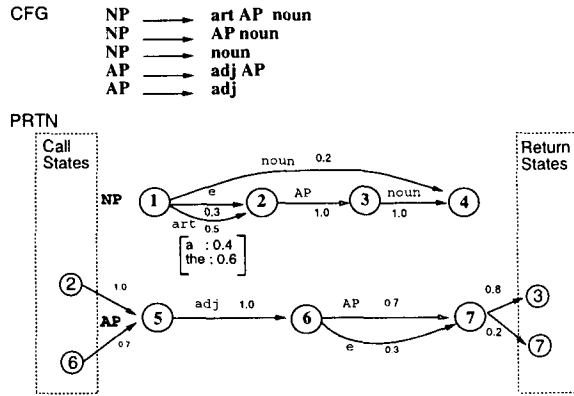 CFG NP → art AP noun
NP → AP noun
NP → noun
AP → adj AP
AP → adj
PRTN
Call States
Return States
noun 0.2
NP 1 e 0.3 2 AP 1.0 3 noun 1.0 4
art 0.5
a : 0.4
the : 0.6
2 1.0
AP 5 adj 1.0 6 AP 0.7 7 0.8 3
6 0.7
e 0.3
0.2 7